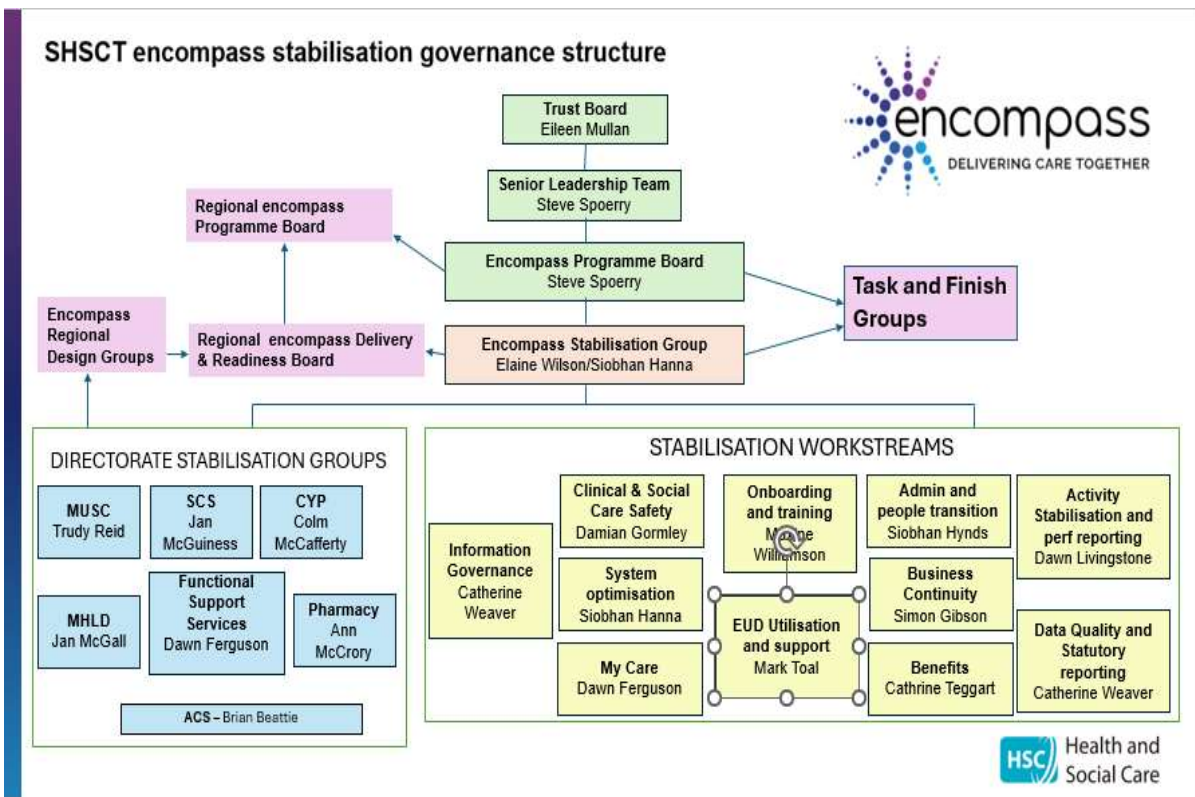 SHSCT encompass stabilisation governance structure
encompass
DELIVERING CARE TOGETHER
Trust Board
Eileen Mullan
Senior Leadership Team
Steve Spoerry
Regional encompass
Programme Board
Encompass Programme Board
Steve Spoerry
Task and Finish
Groups
Encompass
Regional
Design Groups
Regional encompass Delivery
& Readiness Board
Encompass Stabilisation Group
Elaine Wilson/Siobhan Hanna
DIRECTORATE STABILISATION GROUPS
MUSC
Trudy Reid
SCS
Jan
McGuiness
CYP
Colm
McCafferty
MHLD
Jan McGall
Functional
Support
Services
Dawn Ferguson
Pharmacy
Ann
McCrory
ACS – Brian Beattie
STABILISATION WORKSTREAMS
Information
Governance
Catherine
Weaver
Clinical & Social
Care Safety
Damian Gormley
System
optimisation
Siobhan Hanna
My Care
Dawn Ferguson
Onboarding
and training
Williamson
EUD Utilisation
and support
Mark Toal
Admin and
people transition
Siobhan Hynds
Business
Continuity
Simon Gibson
Benefits
Cathrine Teggart
Activity
Stabilisation and
perf reporting
Dawn Livingstone
Data Quality and
Statutory
reporting
Catherine Weaver
HSC
Health and
Social Care